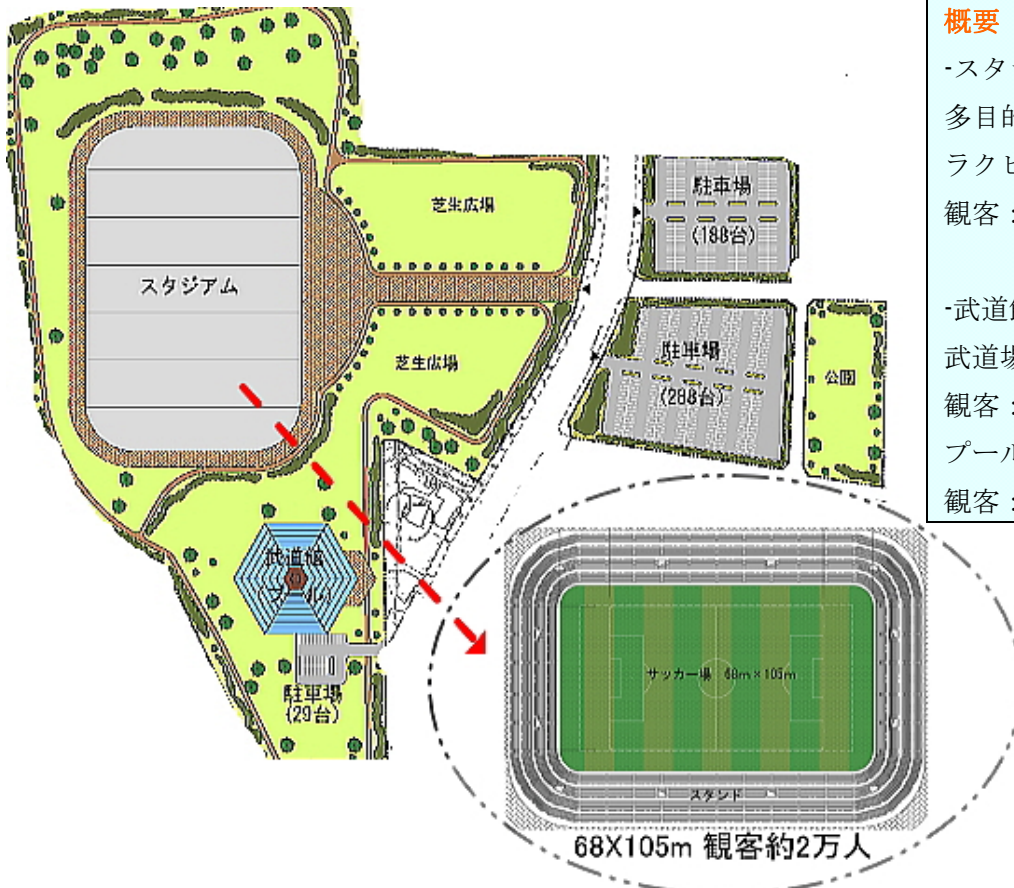 概要
-スタ
多目的
ラクビ
観客：
-武道館
武道場
観客：
プール
観客：
スタジアム
芝生広場
芝生広場
駐車場
(188台)
駐車場
(288台)
公園
武道館
(プール)
駐車場
(29台)
サッカー場 68m×105m
スタンド
68X105m 観客約2万人